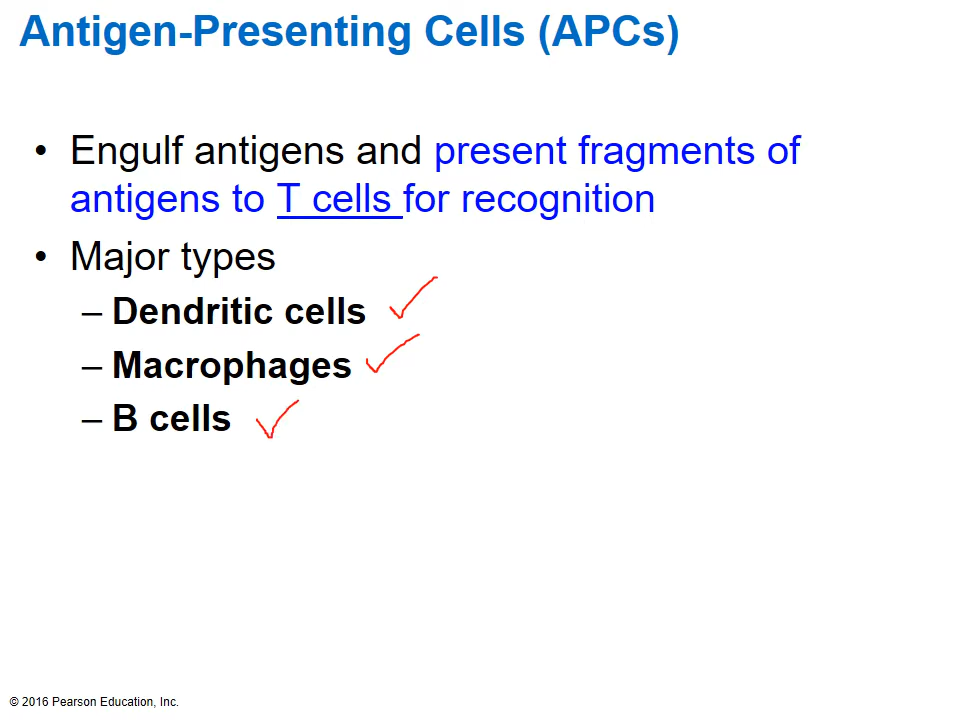 Antigen-Presenting Cells (APCs)
• Engulf antigens and present fragments of
antigens to T cells for recognition
• Major types
– Dendritic cells
– Macrophages
– B cells
© 2016 Pearson Education, Inc.